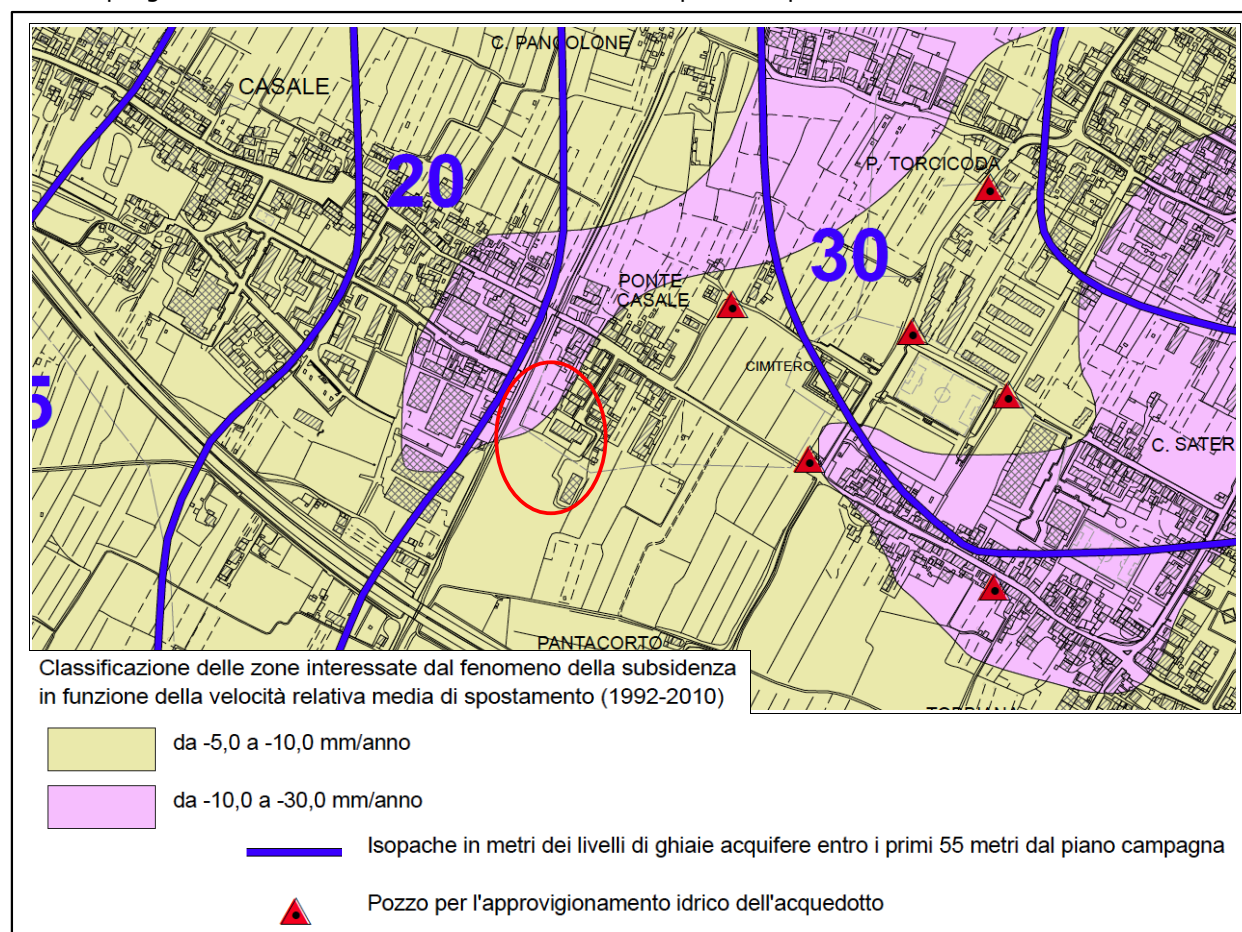 C. PANCOLONE
CASALE
20
P. TORCICODA
30
PONTE
CASALE
CIMITERO
5
C. SATER
PANTACORTO
Classificazione delle zone interessate dal fenomeno della subsidenza
in funzione della velocità relativa media di spostamento (1992-2010)
da -5,0 a -10,0 mm/anno
da -10,0 a -30,0 mm/anno
Isopache in metri dei livelli di ghiaie acquifere entro i primi 55 metri dal piano campagna
Pozzo per l'approvigionamento idrico dell'acquedotto